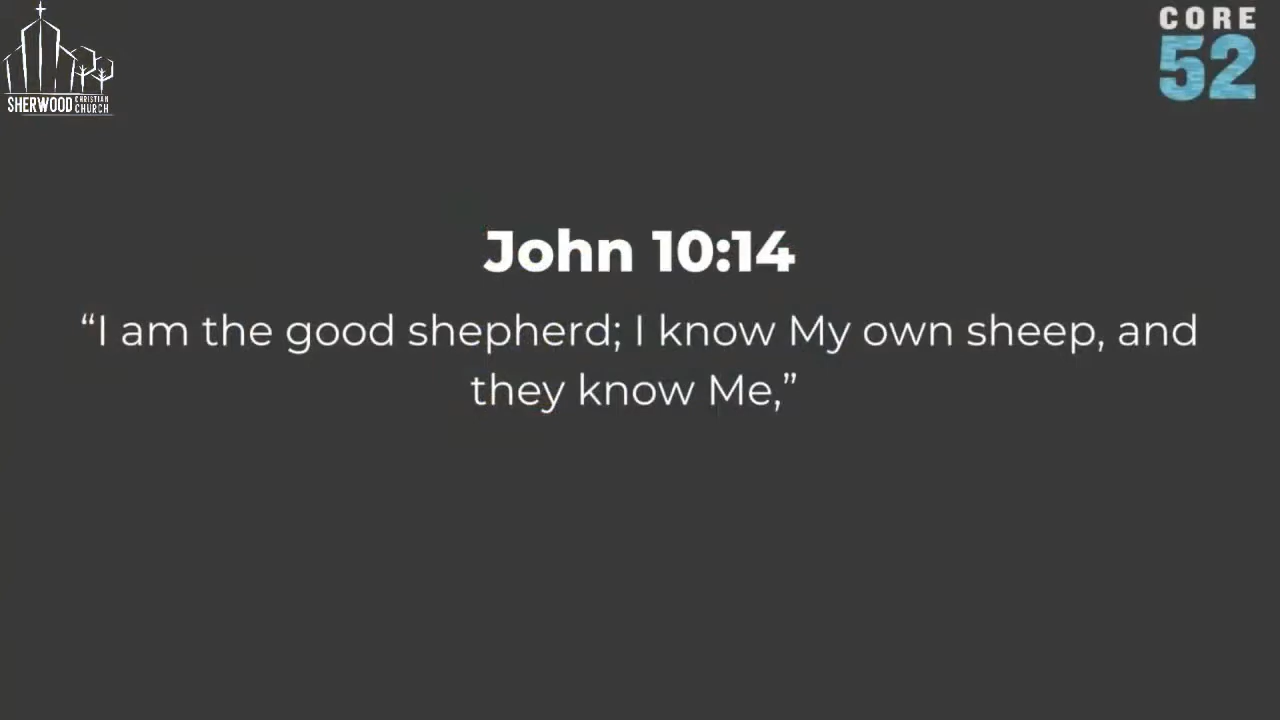 SHERWOOD CHRISTIAN CHURCH
CORE
52
John 10:14
“I am the good shepherd; I know My own sheep, and
they know Me,”